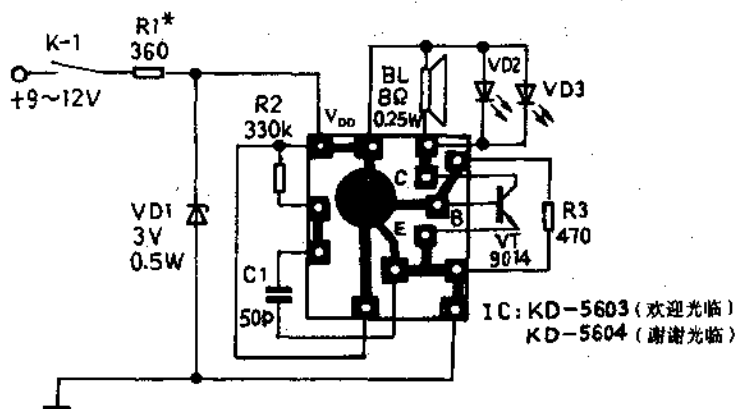 K-1
R1*
360
+9~12V
R2
330k
VDD
BL
8Ω
0.25W
VD2
VD3
C
B
E
VD1
3V
0.5W
C1
50p
VT
9014
R3
470
IC:KD-5603(欢迎光临)
KD-5604(谢谢光临)